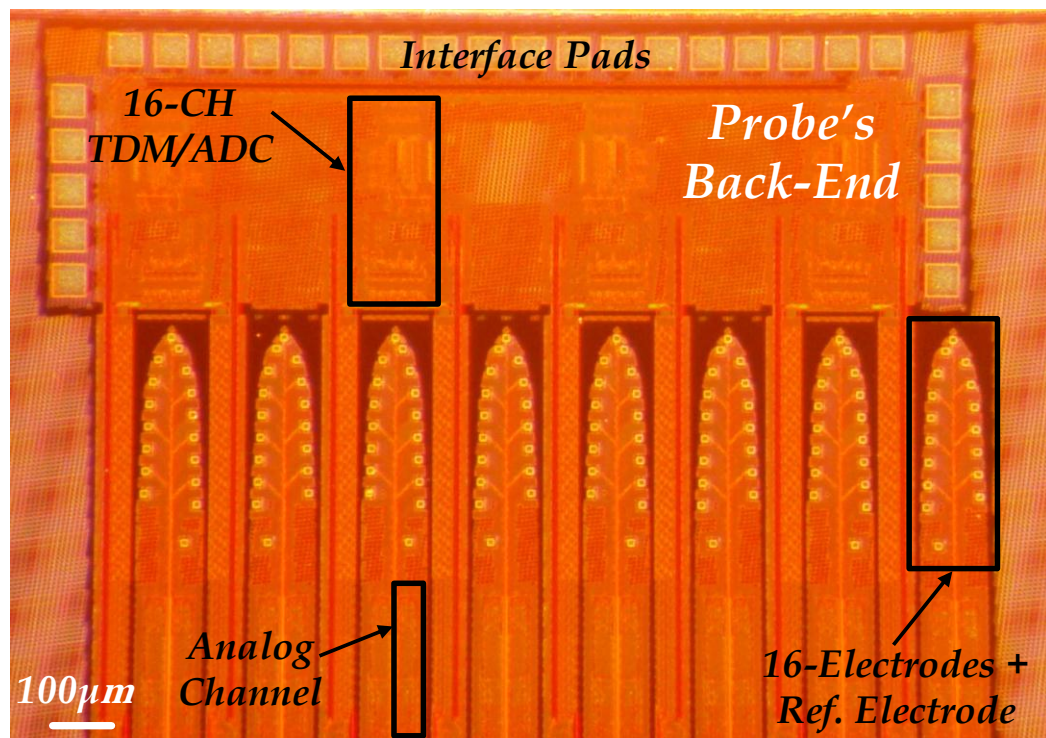 Interface Pads
16-CH
TDM/ADC
Probe's
Back-End
Analog
Channel
100μm
16-Electrodes +
Ref. Electrode